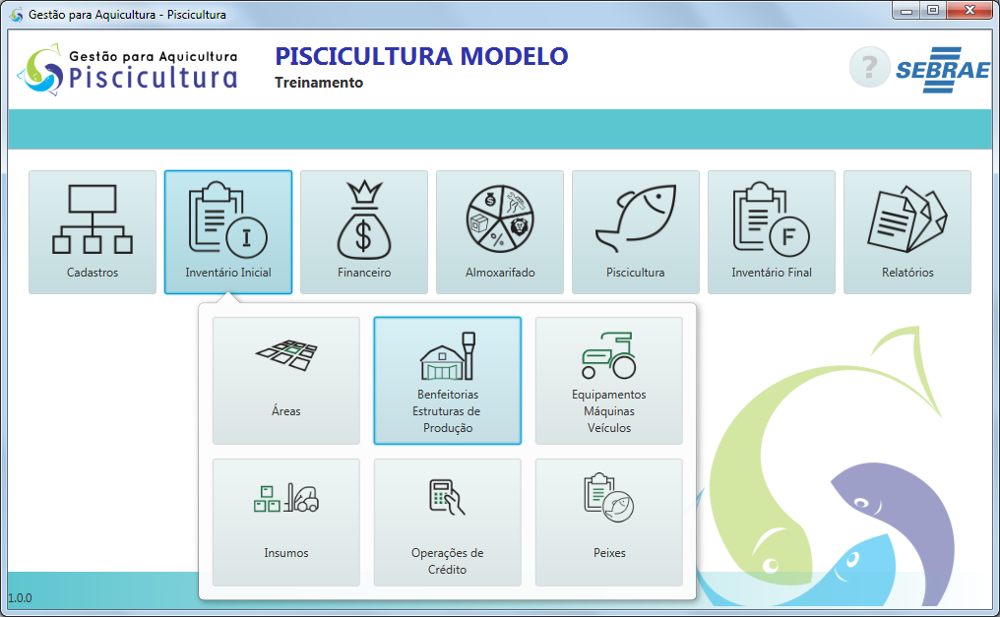 Gestão para Aquicultura - Piscicultura
Gestão para Aquicultura
Piscicultura
PISCICULTURA MODELO
Treinamento
?
SEBRAE
Cadastros
I
Inventário Inicial
$
Financeiro
$
%
Almoxarifado
Piscicultura
F
Inventário Final
Relatórios
Áreas
Benfeitorias
Estruturas de
Produção
Equipamentos
Máquinas
Veículos
Insumos
Operações de
Crédito
Peixes
1.0.0